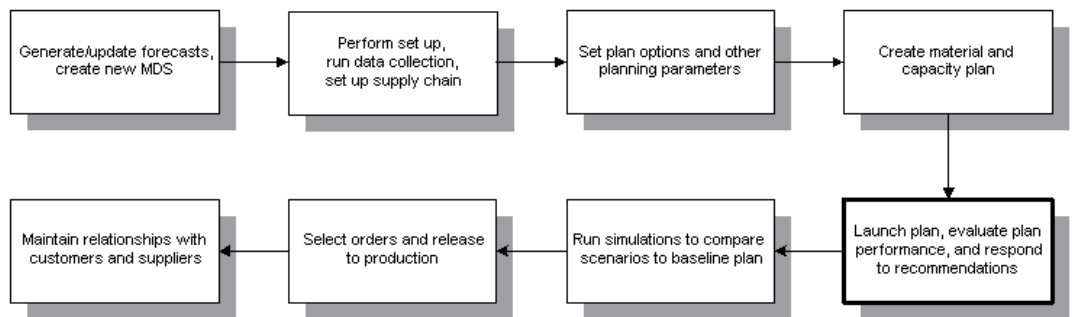 Generate/update forecasts,
create new MDS
Perform set up,
run data collection,
set up supply chain
Set plan options and other
planning parameters
Create material and
capacity plan
Launch plan, evaluate plan
performance, and respond
to recommendations
Run simulations to compare
scenarios to baseline plan
Select orders and release
to production
Maintain relationships with
customers and suppliers